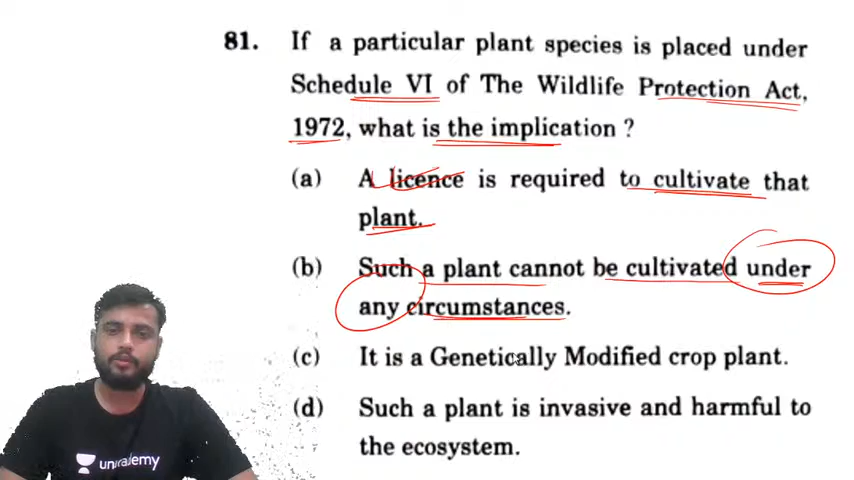 81. If a particular plant species is placed under
Schedule VI of The Wildlife Protection Act,
1972, what is the implication ?
(a) A licence is required to cultivate that
plant.
(b) Such a plant cannot be cultivated under
any circumstances.
(c) It is a Genetically Modified crop plant.
(d) Such a plant is invasive and harmful to
the ecosystem.
unacademy